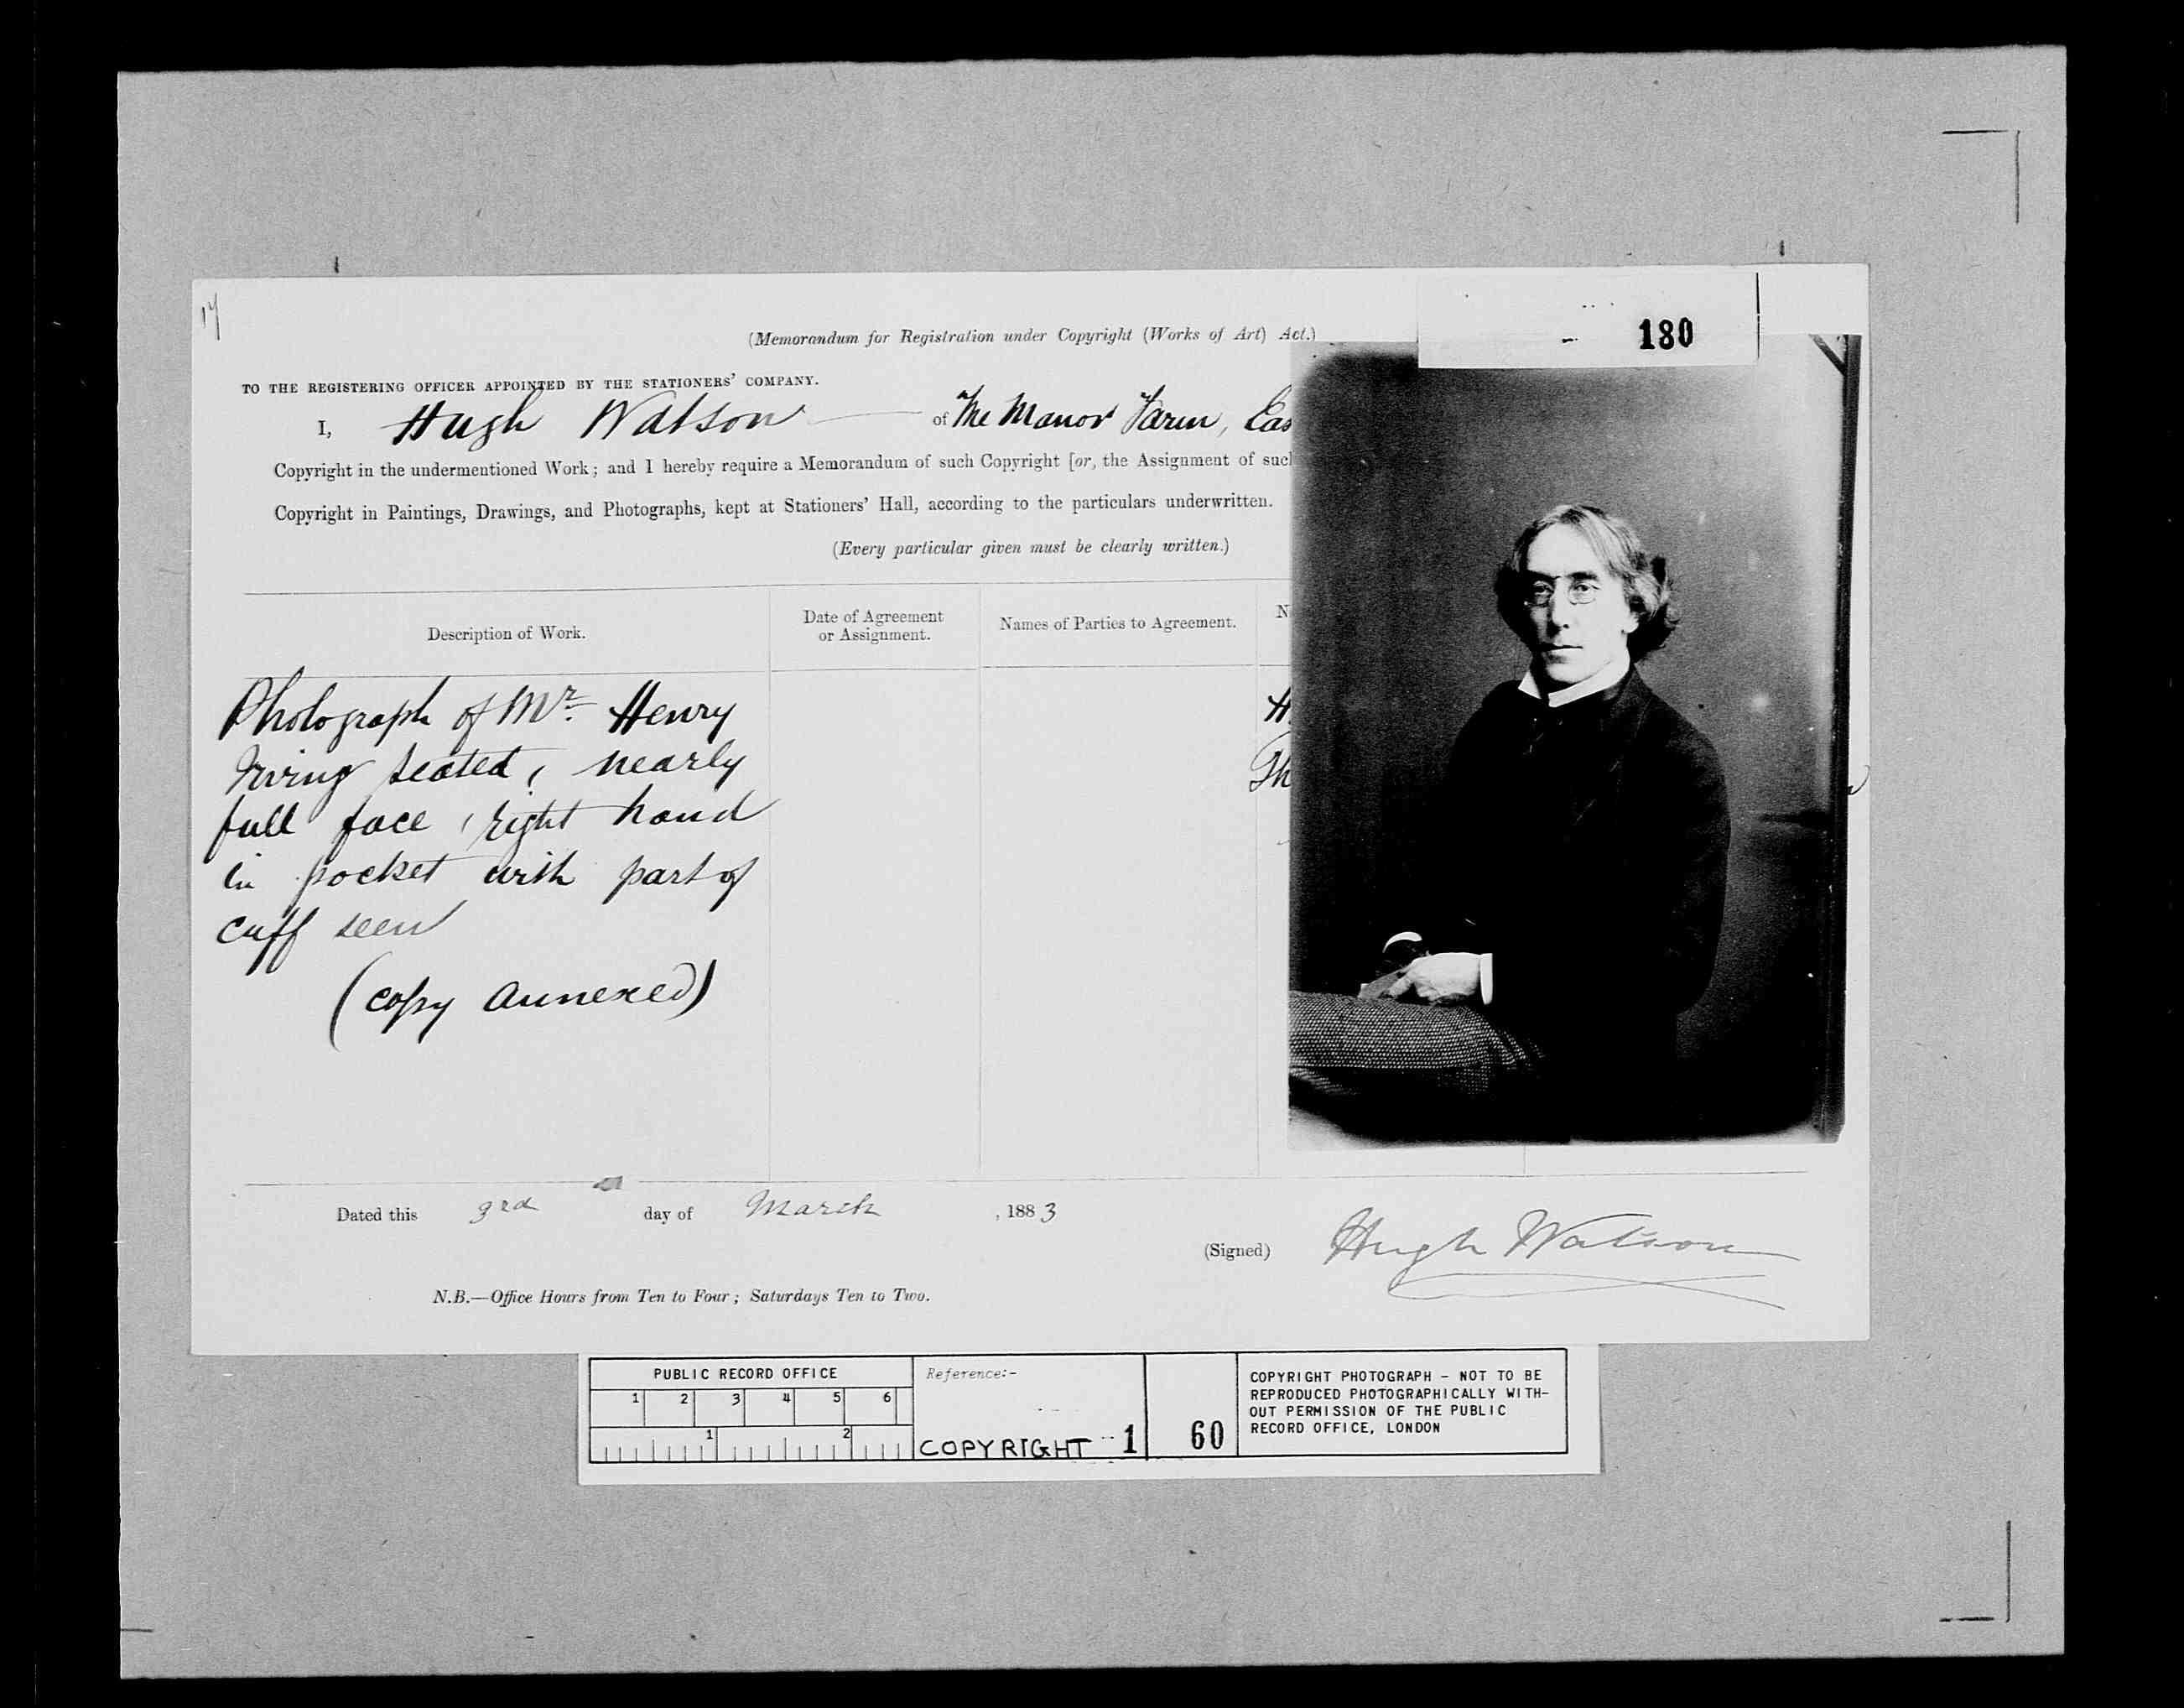 17
(Memorandum for Registration under Copyright (Works of Art) Act.)
180
TO THE REGISTERING OFFICER APPOINTED BY THE STATIONERS' COMPANY.
I, Hugh Watson of The Manor Farm, Eas
Copyright in the undermentioned Work; and I hereby require a Memorandum of such Copyright [or, the Assignment of such
Copyright in Paintings, Drawings, and Photographs, kept at Stationers' Hall, according to the particulars underwritten.
(Every particular given must be clearly written.)
Description of Work.
Date of Agreement
or Assignment.
Names of Parties to Agreement.
N
Photograph of Mr. Henry
Irving seated, nearly
full face, right hand
in pocket with part of
cuff seen
(copy annexed)
H
Th
Dated this 3rd day of March, 1883
(Signed) Hugh Watson
N.B.—Office Hours from Ten to Four; Saturdays Ten to Two.
PUBLIC RECORD OFFICE
1 2 3 4 5 6
1 2
Reference:-
COPYRIGHT 1 60
COPYRIGHT PHOTOGRAPH - NOT TO BE
REPRODUCED PHOTOGRAPHICALLY WITH-
OUT PERMISSION OF THE PUBLIC
RECORD OFFICE, LONDON